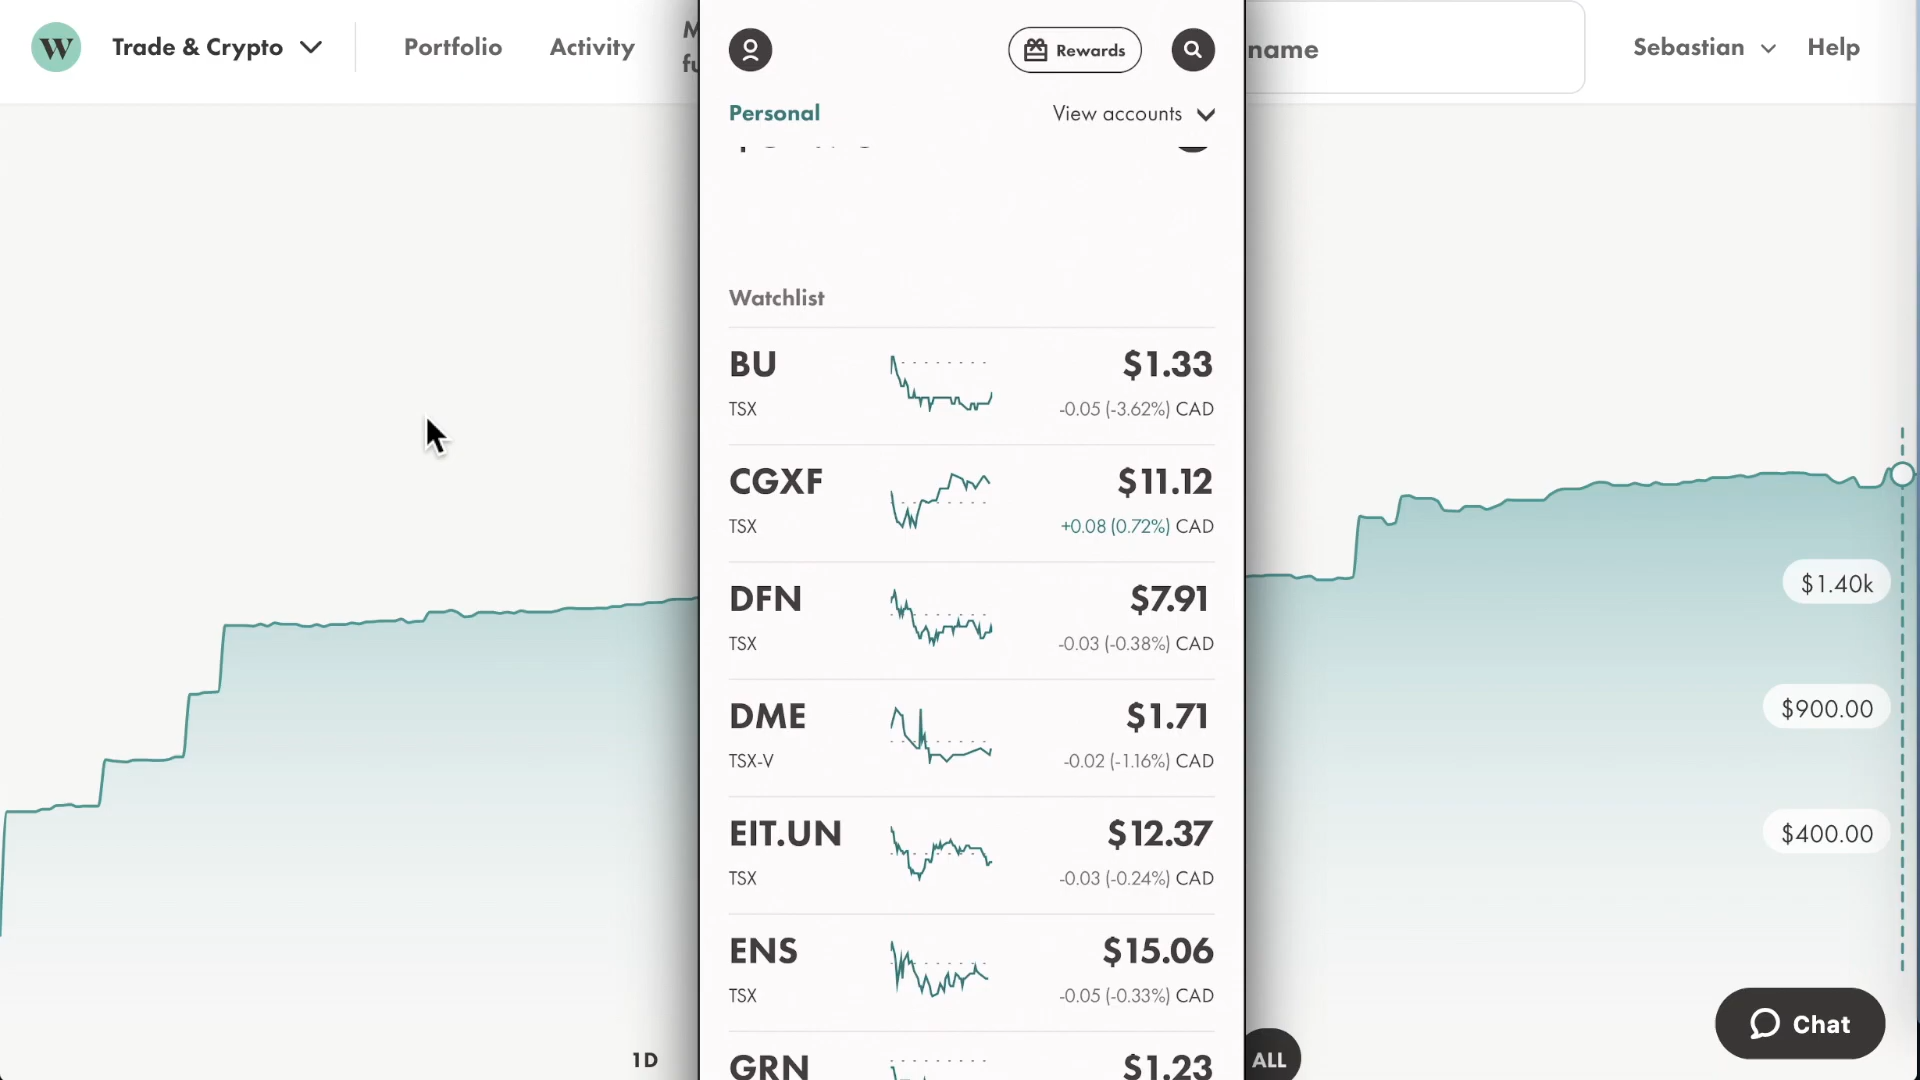 W Trade & Crypto Portfolio Activity
name
Sebastian Help
Rewards
Personal View accounts
Watchlist
BU $1.33
TSX -0.05 (-3.62%) CAD
CGXF $11.12
TSX +0.08 (0.72%) CAD
DFN $7.91
TSX -0.03 (-0.38%) CAD
DME $1.71
TSX-V -0.02 (-1.16%) CAD
EIT.UN $12.37
TSX -0.03 (-0.24%) CAD
ENS $15.06
TSX -0.05 (-0.33%) CAD
GRN $1.23
$1.40k
$900.00
$400.00
1D
ALL
Chat